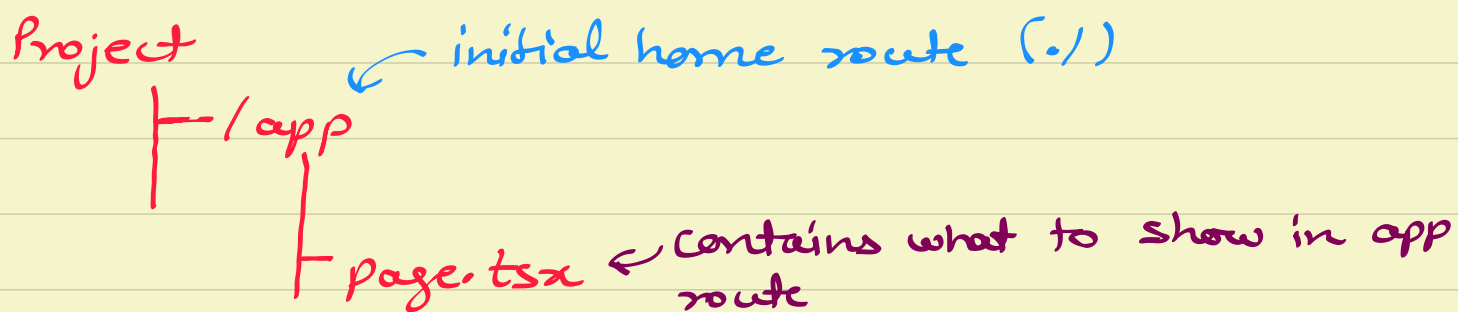 Project
initial home route (./)
/app
page.tsx
contains what to show in app
route